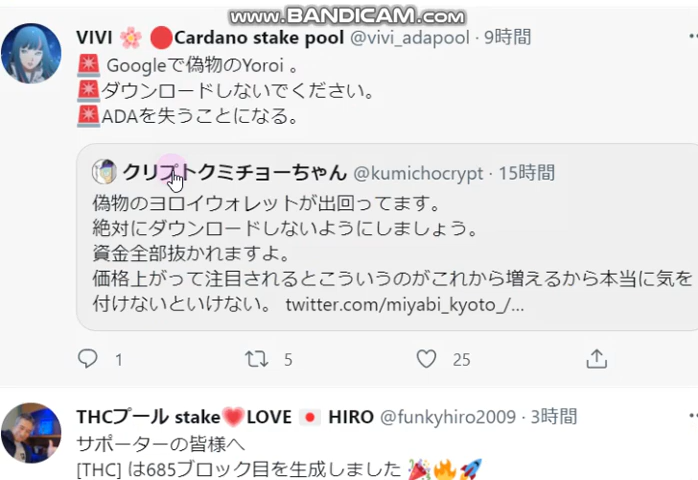 www.BANDICAM.com
VIVI 🌸 🔴Cardano stake pool @vivi_adapool · 9時間
🚨 Googleで偽物のYoroi 。
🚨ダウンロードしないでください。
🚨ADAを失うことになる。
クリプトクミチョーちゃん @kumichocrypt · 15時間
偽物のヨロイウォレットが出回ってます。
絶対にダウンロードしないようにしましょう。
資金全部抜かれますよ。
価格上がって注目されるとこういうのがこれから増えるから本当に気を
付けないといけない。 twitter.com/miyabi_kyoto_/...
1 5 25
THCプール stake❤️LOVE 🇯🇵 HIRO @funkyhiro2009 · 3時間
サポーターの皆様へ
[THC] は685ブロック目を生成しました 🎉🔥🚀